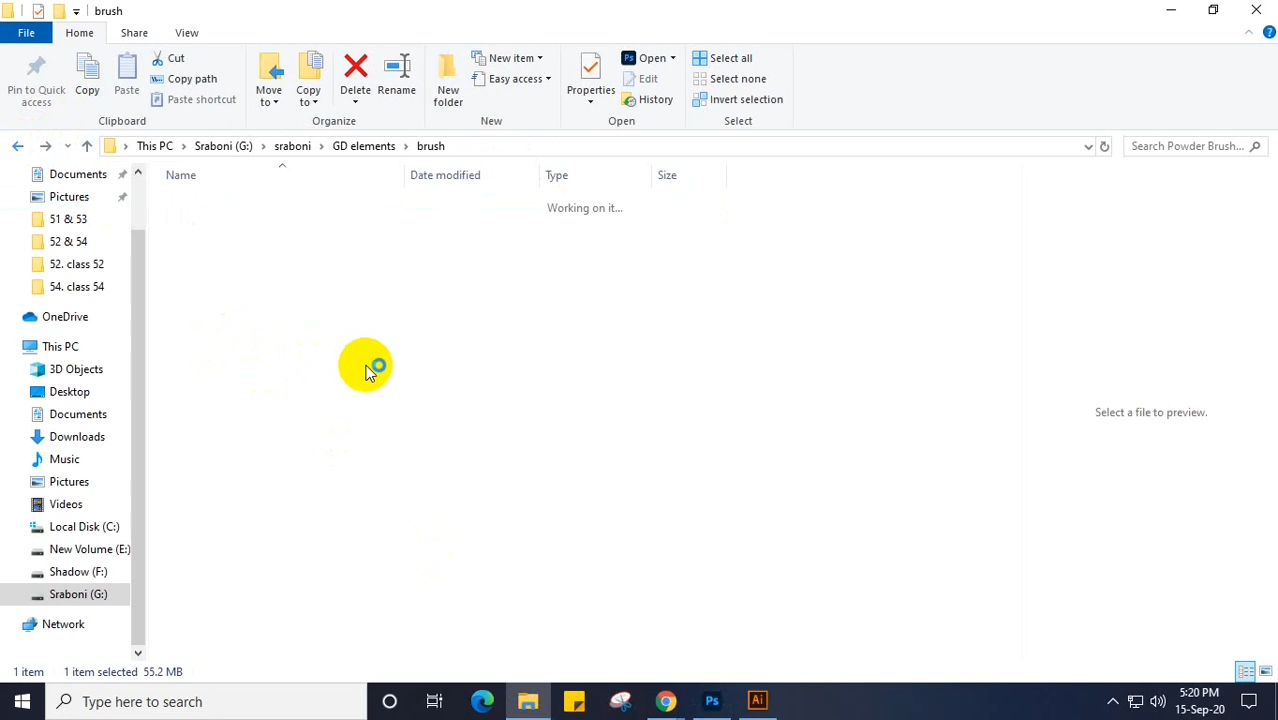 brush
File Home Share View
Pin to Quick access
Copy
Paste
Cut
Copy path
Paste shortcut
Clipboard
Move to
Copy to
Delete
Rename
Organize
New folder
New item
Easy access
New
Properties
Open
Edit
History
Open
Select all
Select none
Invert selection
Select
This PC > Sraboni (G:) > sraboni > GD elements > brush
Search Powder Brush...
Name Date modified Type Size
Working on it...
Documents
Pictures
51 & 53
52 & 54
52. class 52
54. class 54
OneDrive
This PC
3D Objects
Desktop
Documents
Downloads
Music
Pictures
Videos
Local Disk (C:)
New Volume (E:)
Shadow (F:)
Sraboni (G:)
Network
Select a file to preview.
1 item 1 item selected 55.2 MB
Type here to search
Ps
Ai
5:20 PM
15-Sep-20